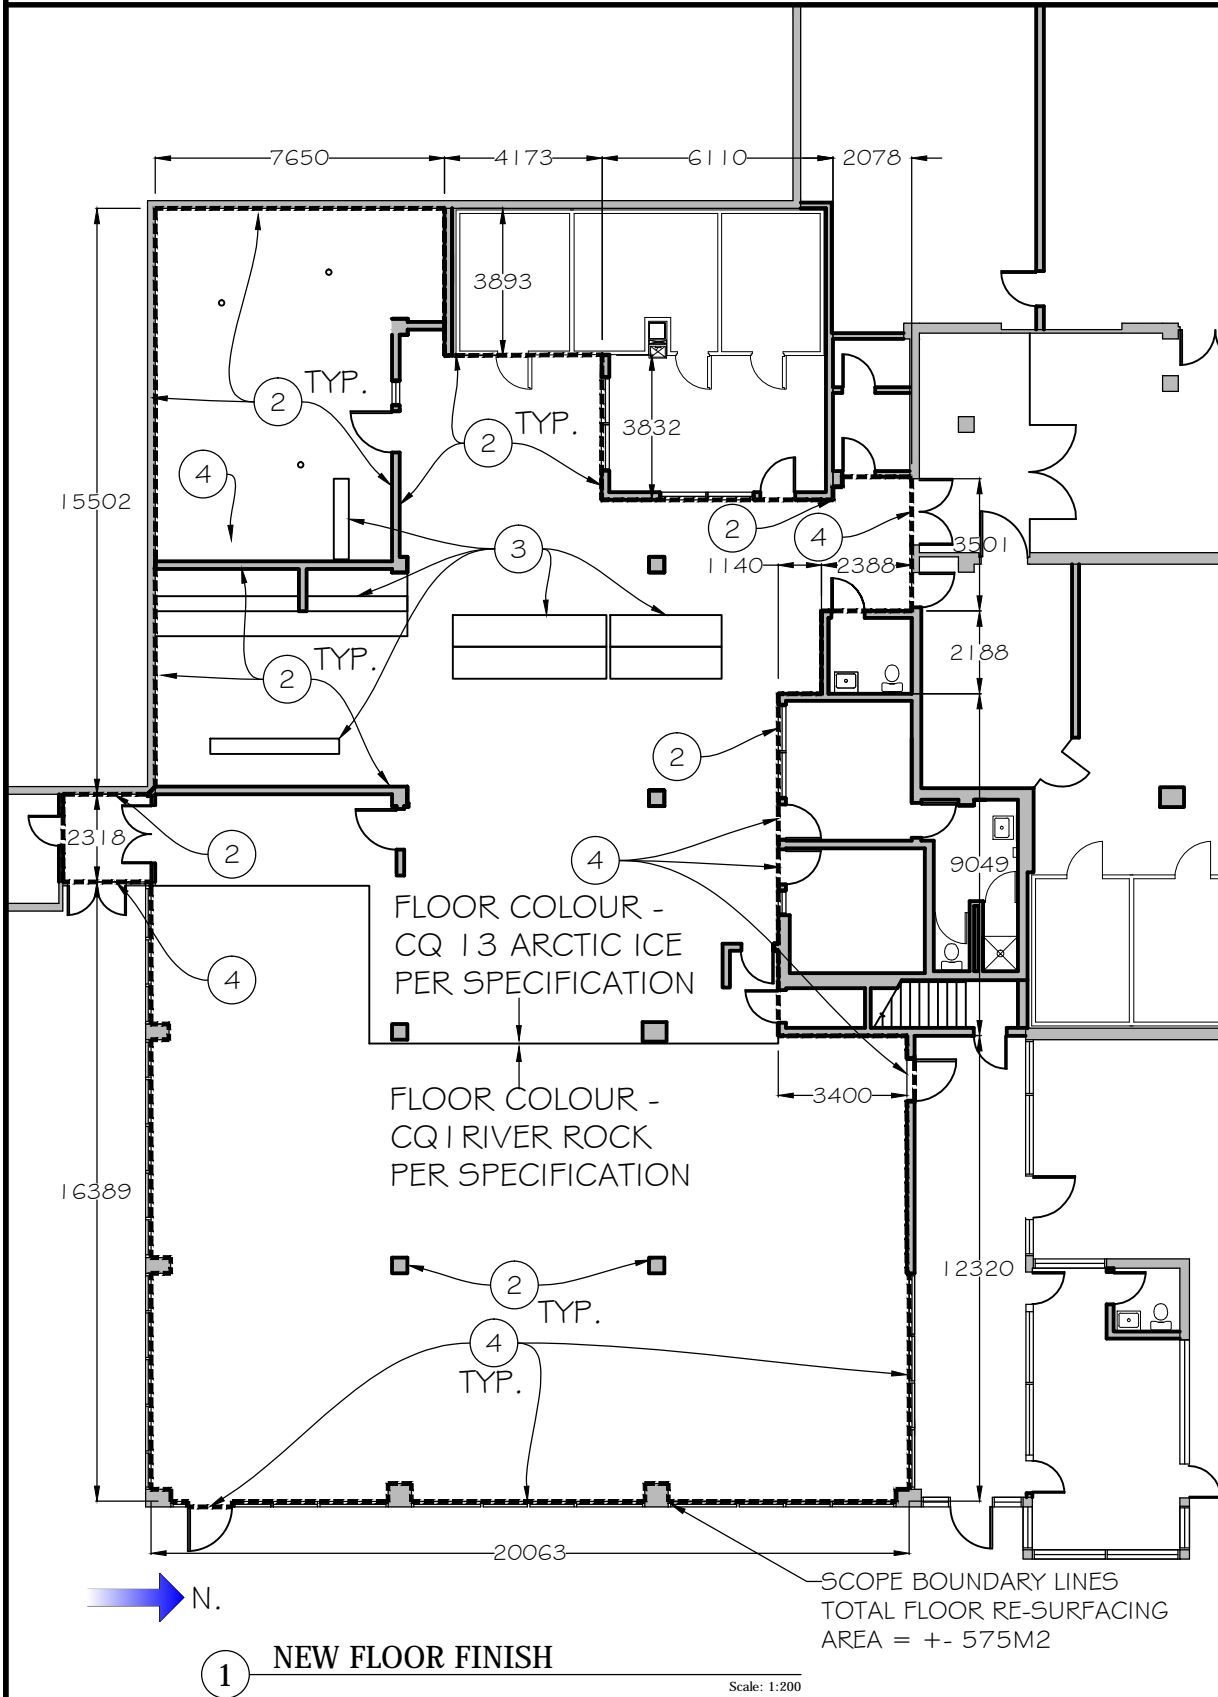 7650 4173 6110 2078
3893
TYP.
2
TYP.
2
3832
4
15502
2
4
3501
3
1140 2388
TYP.
2
2188
2
2318
2
4
9049
FLOOR COLOUR -
CQ 13 ARCTIC ICE
PER SPECIFICATION
4
3400
FLOOR COLOUR -
CQ1 RIVER ROCK
PER SPECIFICATION
16389
12320
2
TYP.
4
TYP.
20063
SCOPE BOUNDARY LINES
TOTAL FLOOR RE-SURFACING
AREA = +- 575M2
N.
1 NEW FLOOR FINISH
Scale: 1:200